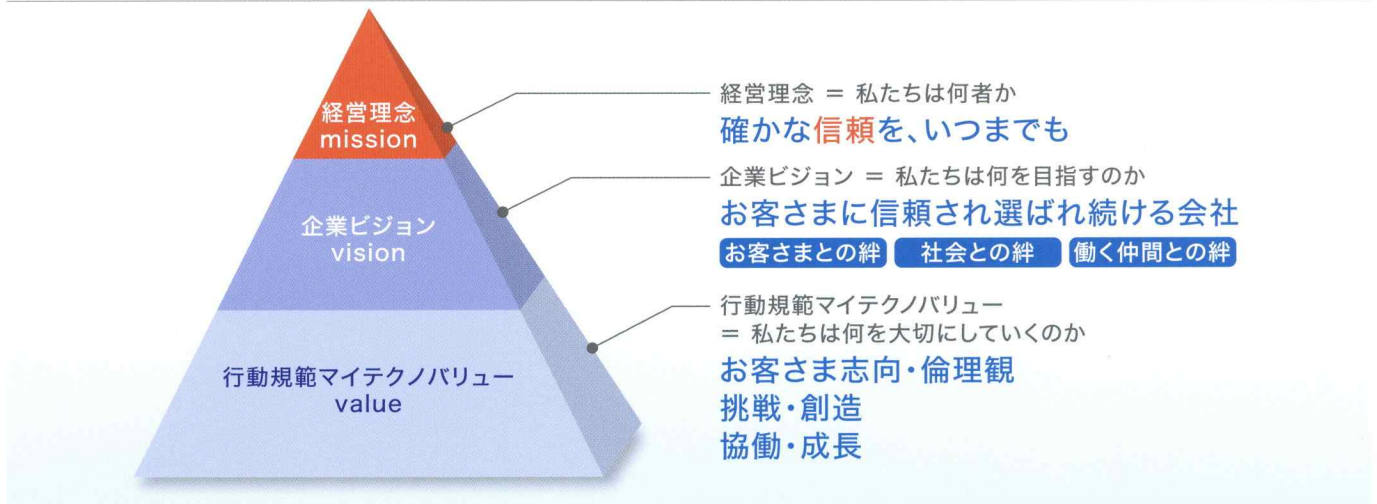 経営理念
mission
企業ビジョン
vision
行動規範マイテクノバリュー
value
経営理念 = 私たちは何者か
確かな信頼を、いつまでも
企業ビジョン = 私たちは何を目指すのか
お客さまに信頼され選ばれ続ける会社
お客さまとの絆 社会との絆 働く仲間との絆
行動規範マイテクノバリュー
= 私たちは何を大切にしていくのか
お客さま志向・倫理観
挑戦・創造
協働・成長